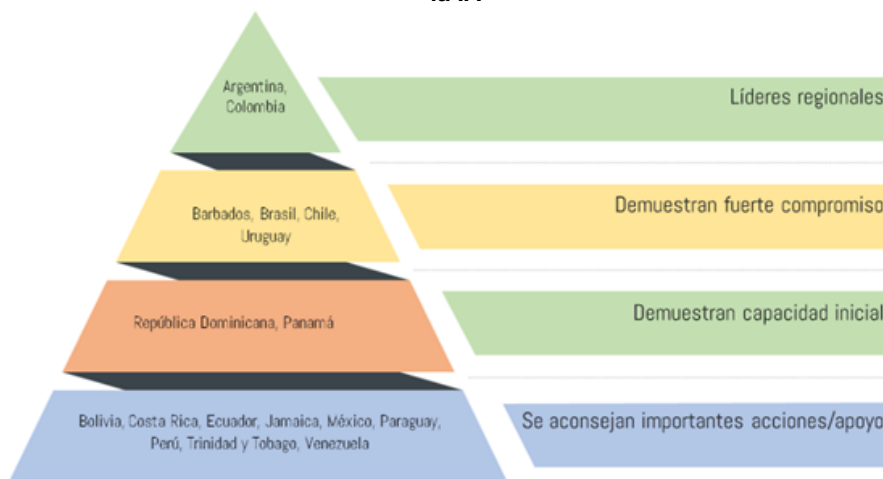 Argentina,
Colombia
Líderes regionales
Barbados, Brasil, Chile,
Uruguay
Demuestran fuerte compromiso
República Dominicana, Panamá
Demuestran capacidad inicial
Bolivia, Costa Rica, Ecuador, Jamaica, México, Paraguay,
Perú, Trinidad y Tobago, Venezuela
Se aconsejan importantes acciones/apoyo